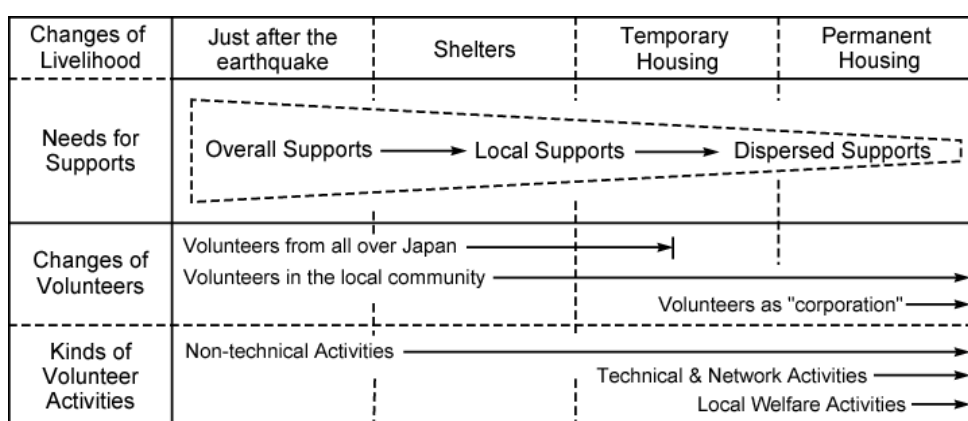 Changes of
Livelihood
Just after the
earthquake
Shelters
Temporary
Housing
Permanent
Housing
Needs for
Supports
Overall Supports
Local Supports
Dispersed Supports
Changes of
Volunteers
Volunteers from all over Japan
Volunteers in the local community
Volunteers as "corporation"
Kinds of
Volunteer
Activities
Non-technical Activities
Technical & Network Activities
Local Welfare Activities